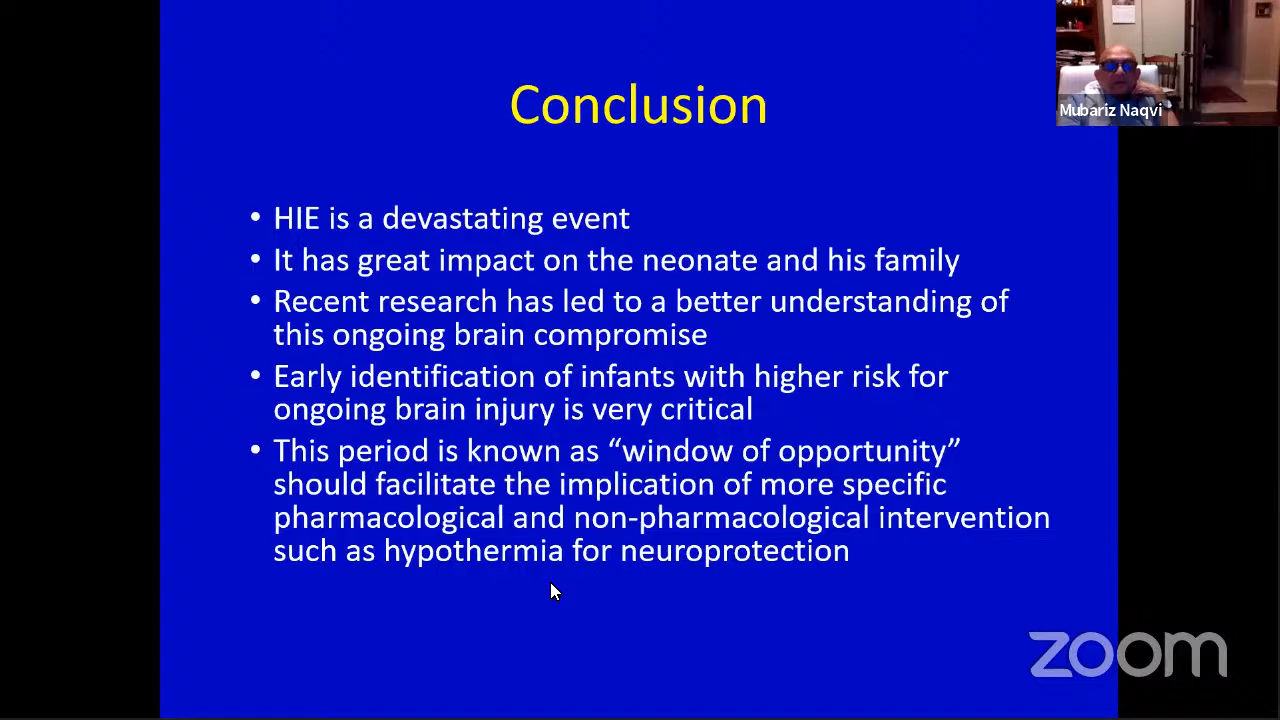 Conclusion
Mubariz Naqvi
• HIE is a devastating event
• It has great impact on the neonate and his family
• Recent research has led to a better understanding of
this ongoing brain compromise
• Early identification of infants with higher risk for
ongoing brain injury is very critical
• This period is known as “window of opportunity”
should facilitate the implication of more specific
pharmacological and non-pharmacological intervention
such as hypothermia for neuroprotection
zoom